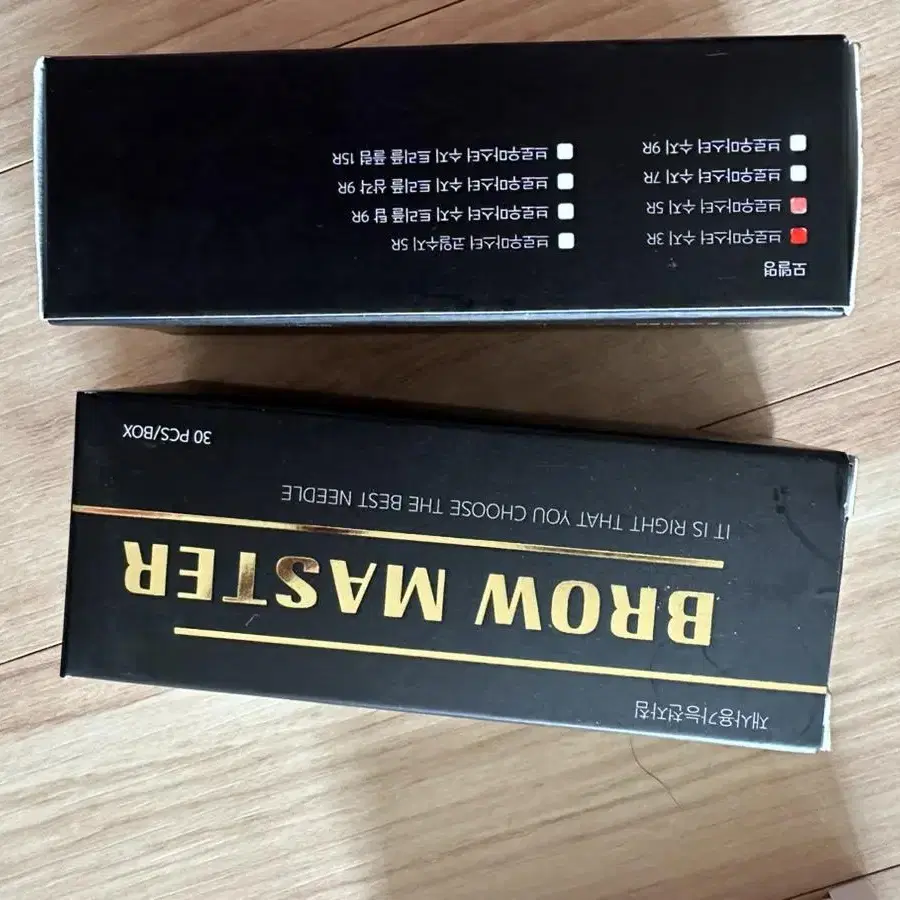 재사용가능천자침
BROW MASTER
IT IS RIGHT THAT YOU CHOOSE THE BEST NEEDLE
30 PCS/BOX
모델명
브로우마스터 수지 3R
브로우마스터 수지 5R
브로우마스터 수지 7R
브로우마스터 수지 9R
브로우마스터 코일수지 5R
브로우마스터 수지 트리플 탑 9R
브로우마스터 수지 트리플 삼각 9R
브로우마스터 수지 트리플 플럼 15R